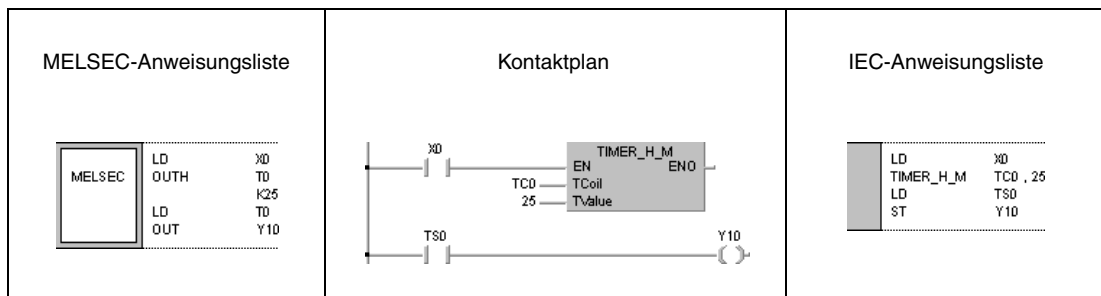 MELSEC-Anweisungsliste
MELSEC
LD X0
OUTH T0
K25
LD T0
OUT Y10
Kontaktplan
X0
TIMER_H_M
EN ENO
TC0 TCoil
25 TValue
TS0 Y10
IEC-Anweisungsliste
LD X0
TIMER_H_M TC0 , 25
LD TS0
ST Y10